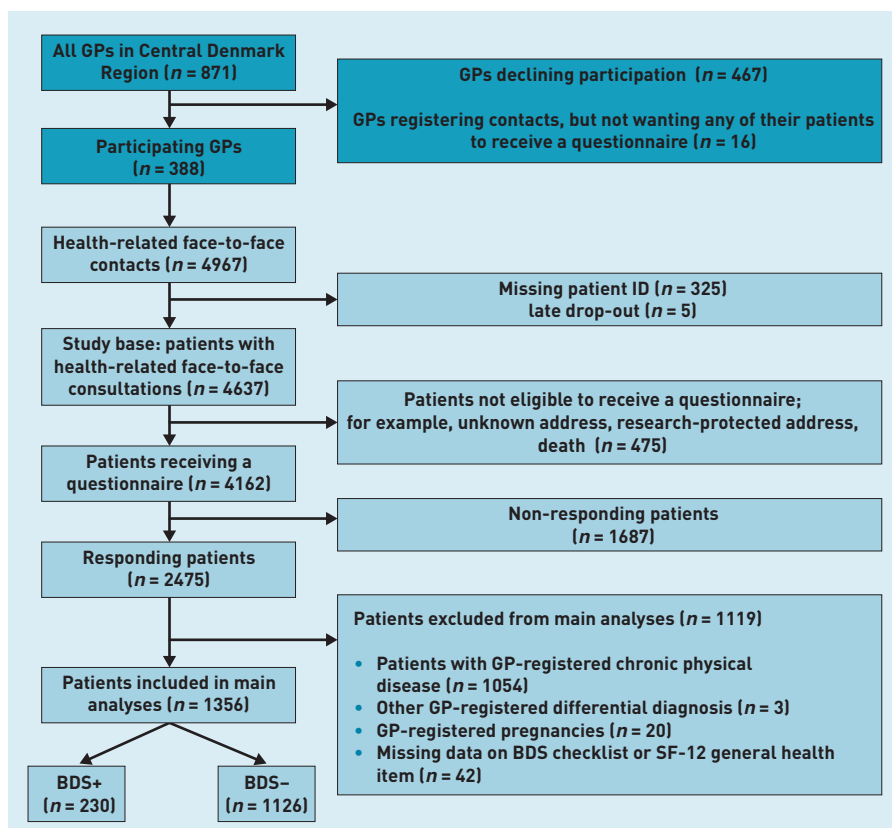 All GPs in Central Denmark
Region (n = 871)
GPs declining participation (n = 467)
GPs registering contacts, but not wanting any of their patients
to receive a questionnaire (n = 16)
Participating GPs
(n = 388)
Health-related face-to-face
contacts (n = 4967)
Missing patient ID (n = 325)
late drop-out (n = 5)
Study base: patients with
health-related face-to-face
consultations (n = 4637)
Patients not eligible to receive a questionnaire;
for example, unknown address, research-protected address,
death (n = 475)
Patients receiving a
questionnaire (n = 4162)
Non-responding patients
(n = 1687)
Responding patients
(n = 2475)
Patients excluded from main analyses (n = 1119)
• Patients with GP-registered chronic physical
disease (n = 1054)
• Other GP-registered differential diagnosis (n = 3)
• GP-registered pregnancies (n = 20)
• Missing data on BDS checklist or SF-12 general health
item (n = 42)
Patients included in main
analyses (n = 1356)
BDS+
(n = 230)
BDS−
(n = 1126)